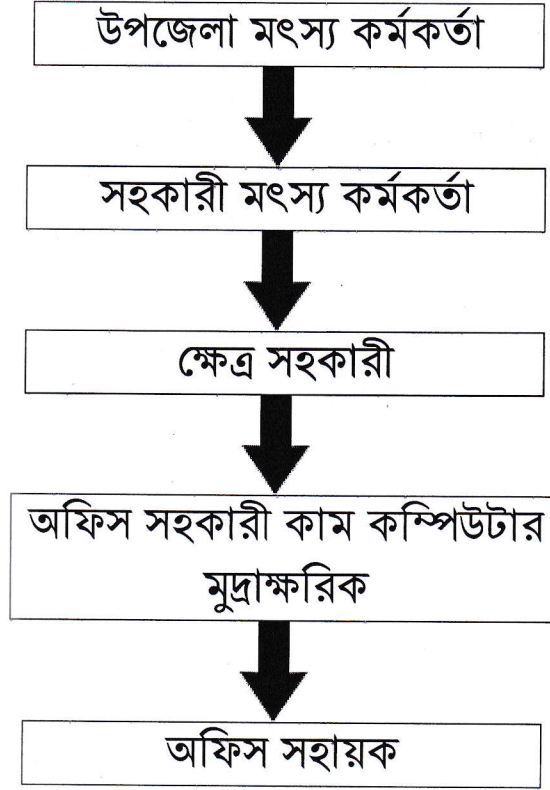 উপজেলা মৎস্য কর্মকর্তা
সহকারী মৎস্য কর্মকর্তা
ক্ষেত্র সহকারী
অফিস সহকারী কাম কম্পিউটার
মুদ্রাক্ষরিক
অফিস সহায়ক